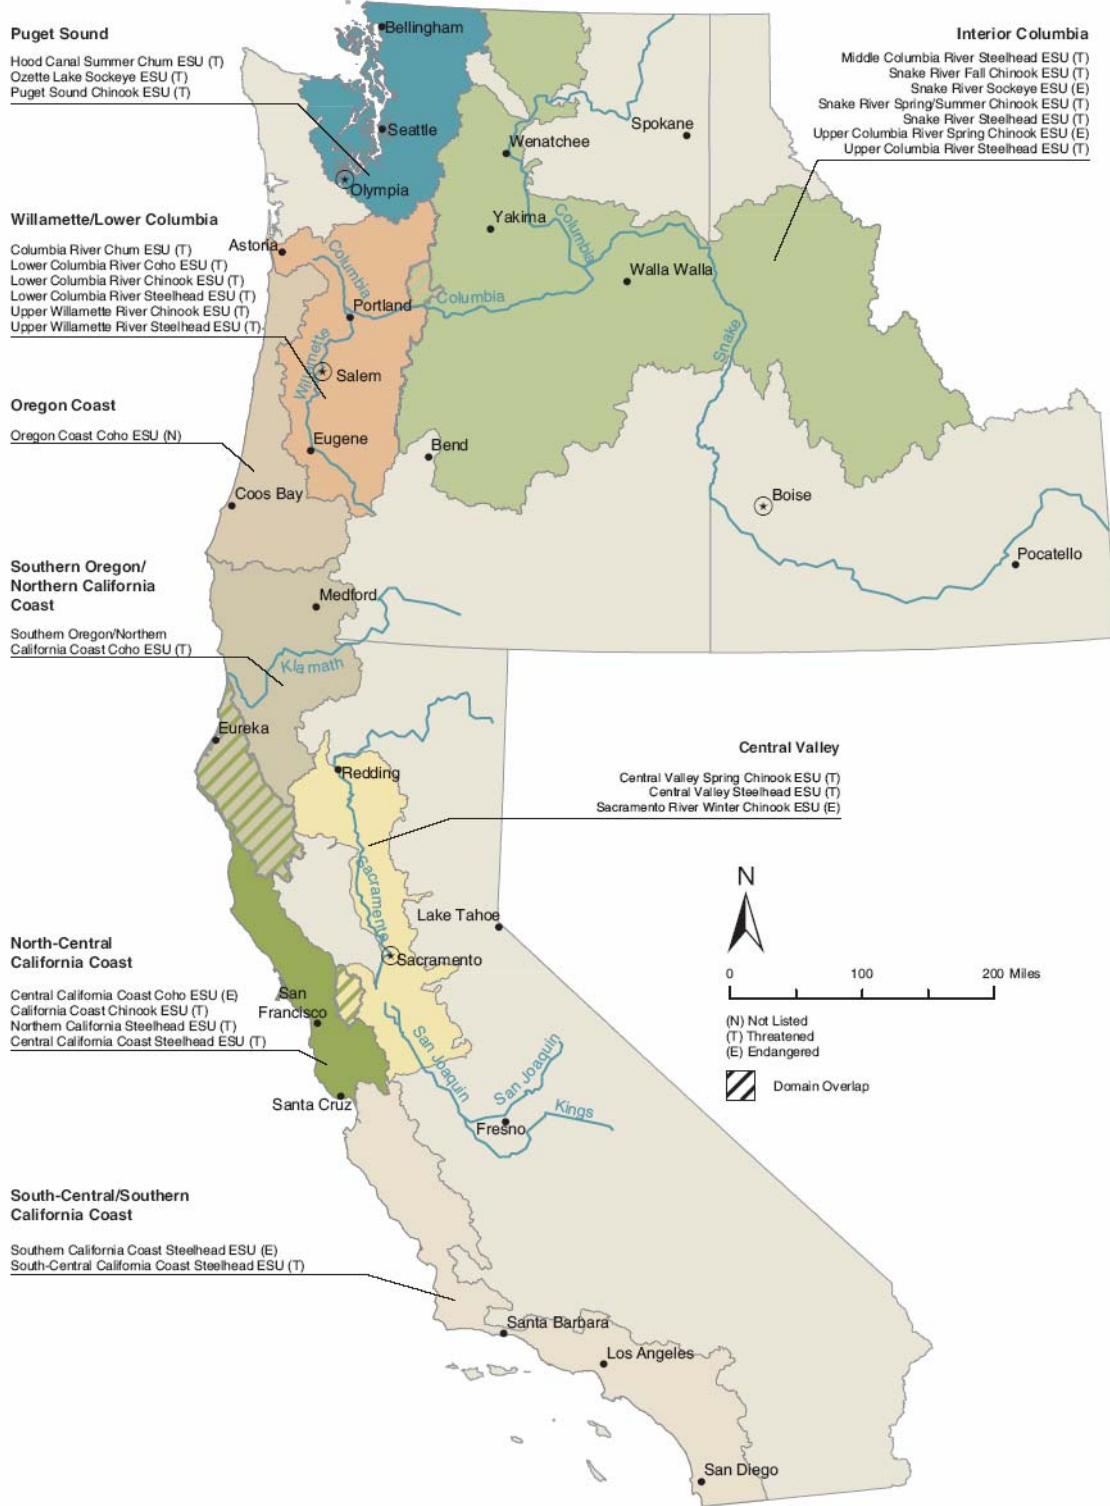 Puget Sound
Hood Canal Summer Chum ESU (T)
Ozette Lake Sockeye ESU (T)
Puget Sound Chinook ESU (T)
Interior Columbia
Middle Columbia River Steelhead ESU (T)
Snake River Fall Chinook ESU (T)
Snake River Sockeye ESU (E)
Snake River Spring/Summer Chinook ESU (T)
Snake River Steelhead ESU (T)
Upper Columbia River Spring Chinook ESU (E)
Upper Columbia River Steelhead ESU (T)
Bellingham
Seattle
Spokane
Wenatchee
Olympia
Yakima
Columbia
Walla Walla
Willamette/Lower Columbia
Columbia River Chum ESU (T)
Lower Columbia River Coho ESU (T)
Lower Columbia River Chinook ESU (T)
Lower Columbia River Steelhead ESU (T)
Upper Willamette River Chinook ESU (T)
Upper Willamette River Steelhead ESU (T)
Astoria
Columbia
Columbia
Portland
Snake
Willamette
Salem
Oregon Coast
Oregon Coast Coho ESU (N)
Eugene
Bend
Coos Bay
Boise
Pocatello
Southern Oregon/
Northern California
Coast
Southern Oregon/Northern
California Coast Coho ESU (T)
Medford
Klamath
Eureka
Redding
Central Valley
Central Valley Spring Chinook ESU (T)
Central Valley Steelhead ESU (T)
Sacramento River Winter Chinook ESU (E)
Sacramento
Lake Tahoe
Sacramento
North-Central
California Coast
Central California Coast Coho ESU (E)
California Coast Chinook ESU (T)
Northern California Steelhead ESU (T)
Central California Coast Steelhead ESU (T)
San
Francisco
San Joaquin
San Joaquin
Kings
Fresno
Santa Cruz
N
0 100 200 Miles
(N) Not Listed
(T) Threatened
(E) Endangered
Domain Overlap
South-Central/Southern
California Coast
Southern California Coast Steelhead ESU (E)
South-Central California Coast Steelhead ESU (T)
Santa Barbara
Los Angeles
San Diego